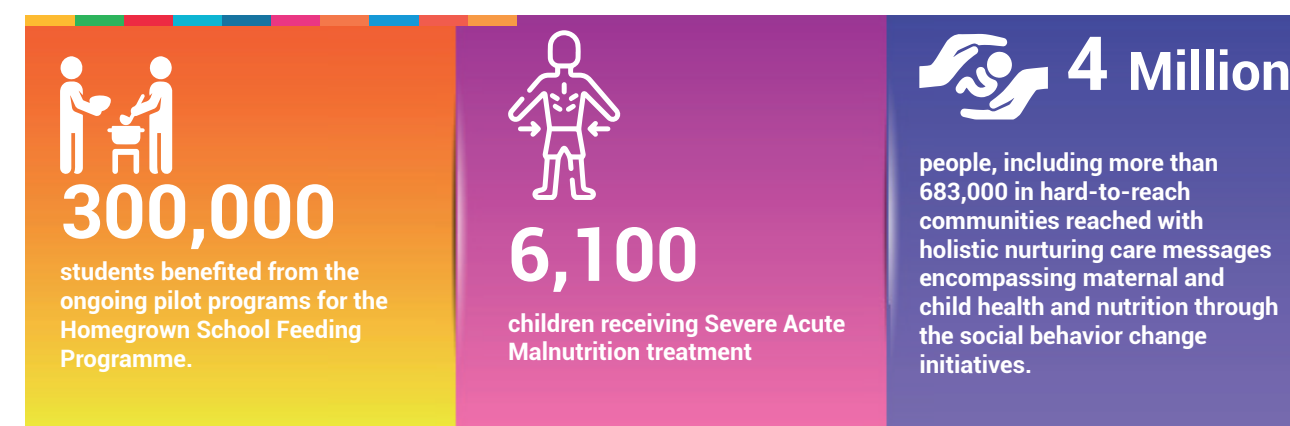 300,000
students benefited from the
ongoing pilot programs for the
Homegrown School Feeding
Programme.
6,100
children receiving Severe Acute
Malnutrition treatment
4 Million
people, including more than
683,000 in hard-to-reach
communities reached with
holistic nurturing care messages
encompassing maternal and
child health and nutrition through
the social behavior change
initiatives.